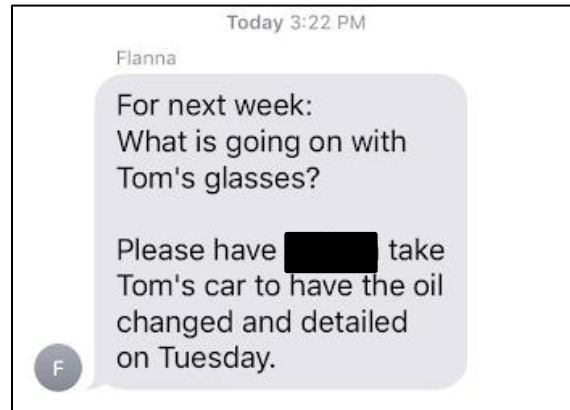 Today 3:22 PM
Flanna
For next week:
What is going on with
Tom's glasses?
Please have take
Tom's car to have the oil
changed and detailed
on Tuesday.
F